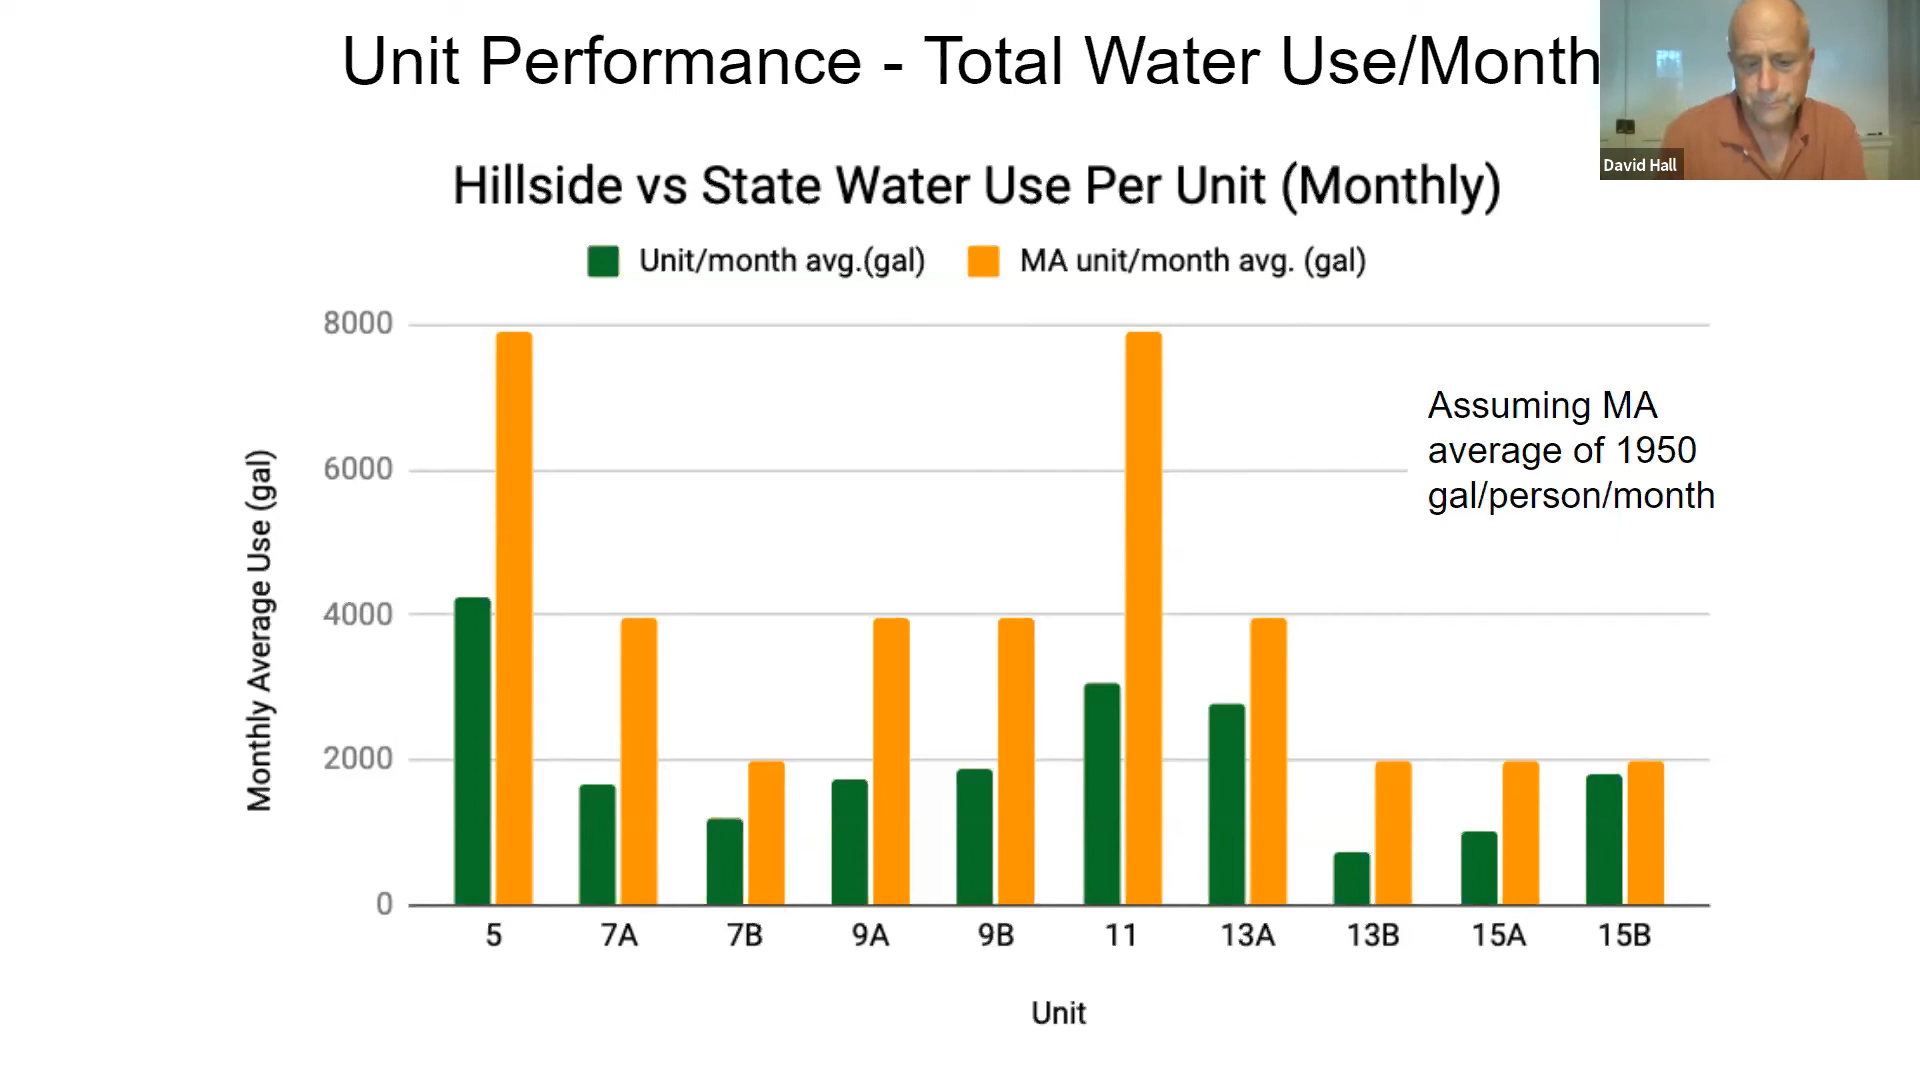 Unit Performance - Total Water Use/Month
David Hall
Hillside vs State Water Use Per Unit (Monthly)
Unit/month avg.(gal) MA unit/month avg. (gal)
8000
6000
4000
2000
0
Monthly Average Use (gal)
Assuming MA
average of 1950
gal/person/month
5 7A 7B 9A 9B 11 13A 13B 15A 15B
Unit